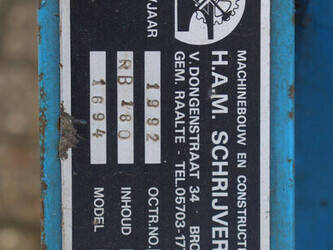 MACHINEBOUW EN CONSTRUCT
H.A.M. SCHRIJVER
V. DONGENSTRAAT 34 - BRO
GEM. RAALTE - TEL. 05703-17
JAAR 1992 OCTR.NO.
RB 180 INHOUD
1694 MODEL